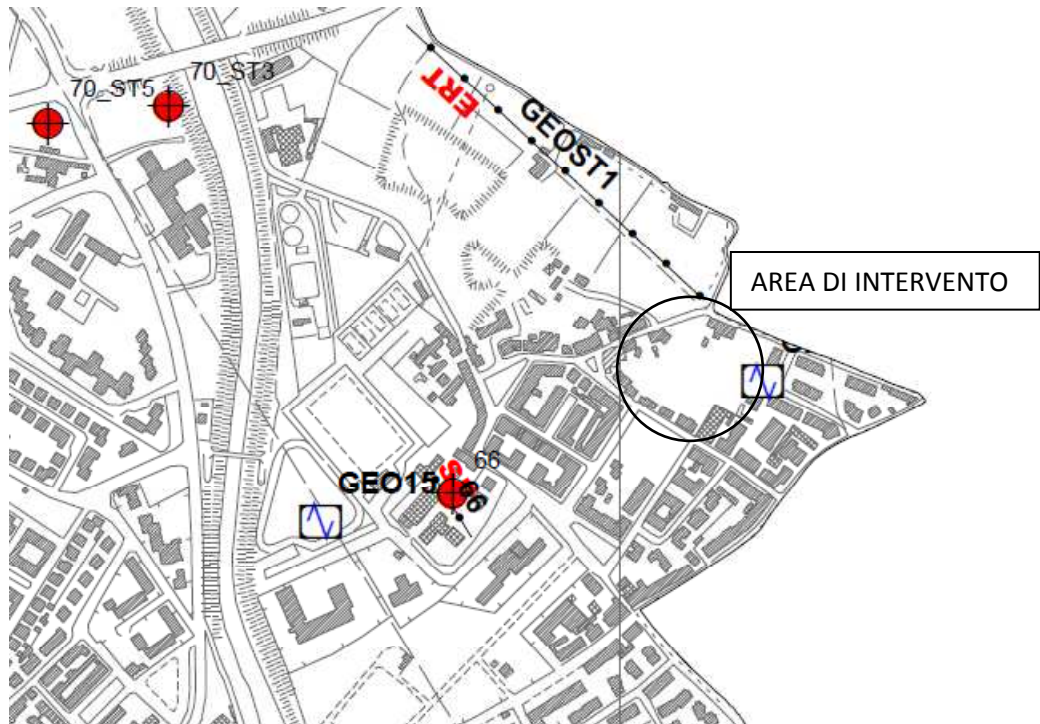 70_ST5
70_ST3
ERT
GEOST1
AREA DI INTERVENTO
66
GEO15